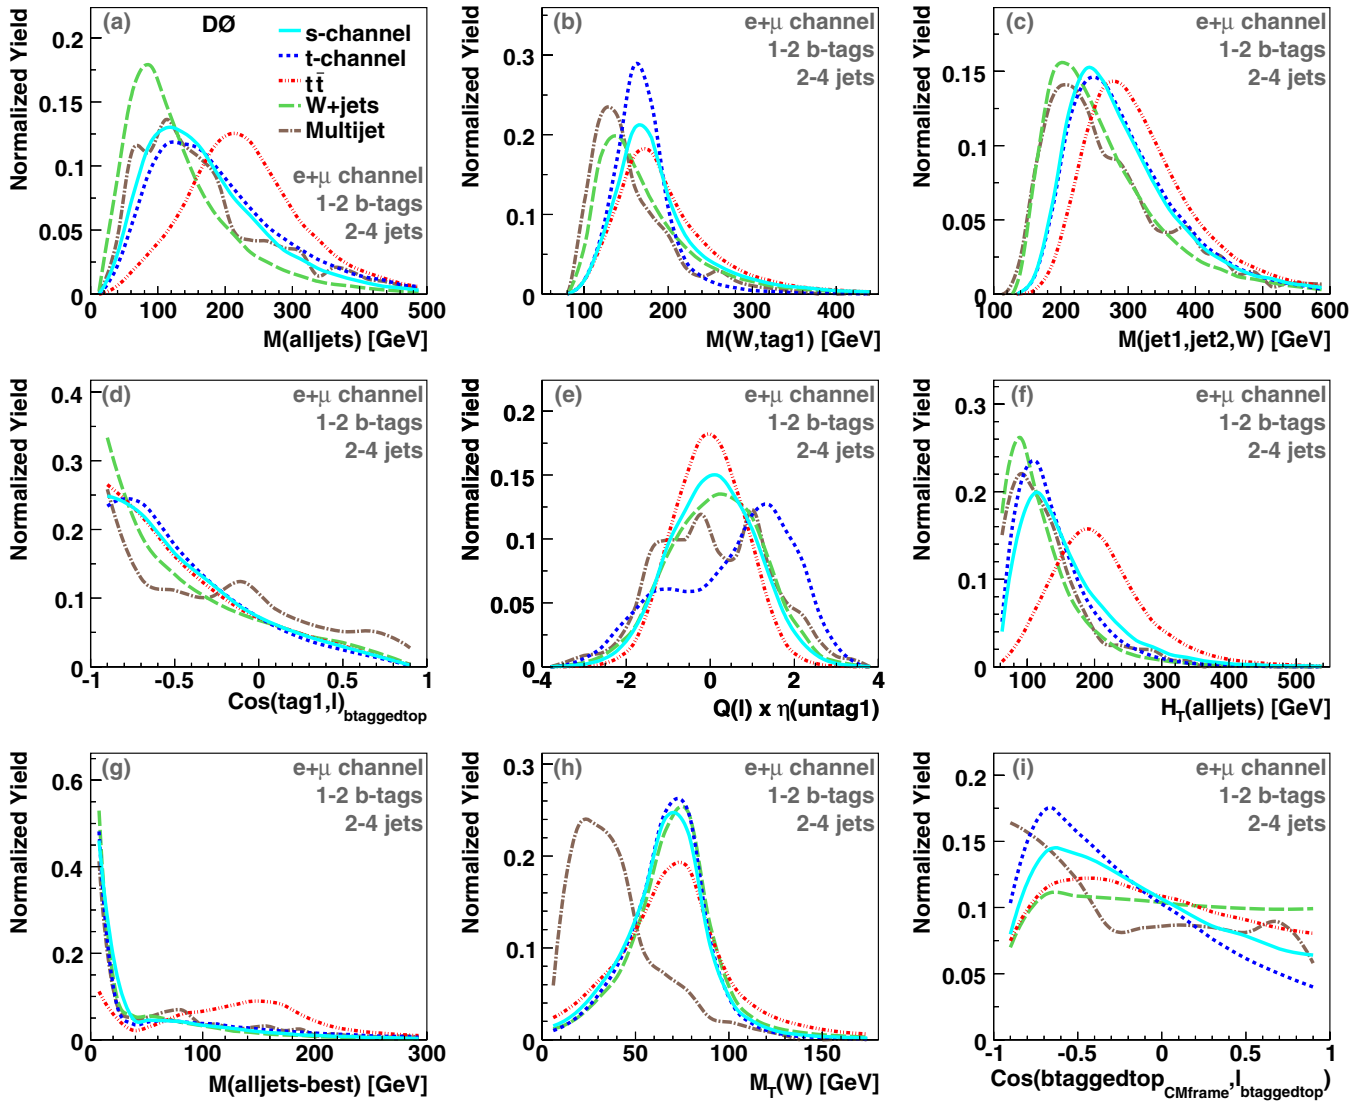 (a)
DØ
s-channel
t-channel
tt̄
W+jets
Multijet
e+μ channel
1-2 b-tags
2-4 jets
Normalized Yield
0.2
0.15
0.1
0.05
0
0 100 200 300 400 500
M(alljets) [GeV]
(b)
e+μ channel
1-2 b-tags
2-4 jets
Normalized Yield
0.3
0.2
0.1
0
100 200 300 400
M(W,tag1) [GeV]
(c)
e+μ channel
1-2 b-tags
2-4 jets
Normalized Yield
0.15
0.1
0.05
0
100 200 300 400 500 600
M(jet1,jet2,W) [GeV]
(d)
e+μ channel
1-2 b-tags
2-4 jets
Normalized Yield
0.4
0.3
0.2
0.1
0
-1 -0.5 0 0.5 1
Cos(tag1,l)btaggedtop
(e)
e+μ channel
1-2 b-tags
2-4 jets
Normalized Yield
0.2
0.15
0.1
0.05
0
-4 -2 0 2 4
Q(l) x η(untag1)
(f)
e+μ channel
1-2 b-tags
2-4 jets
Normalized Yield
0.3
0.2
0.1
0
100 200 300 400 500
HT(alljets) [GeV]
(g)
e+μ channel
1-2 b-tags
2-4 jets
Normalized Yield
0.6
0.4
0.2
0.0
0 100 200 300
M(alljets-best) [GeV]
(h)
e+μ channel
1-2 b-tags
2-4 jets
Normalized Yield
0.3
0.2
0.1
0
0 50 100 150
MT(W) [GeV]
(i)
e+μ channel
1-2 b-tags
2-4 jets
Normalized Yield
0.2
0.15
0.1
0.05
0
-1 -0.5 0 0.5 1
Cos(btaggedtopCMframe,lbtaggedtop)